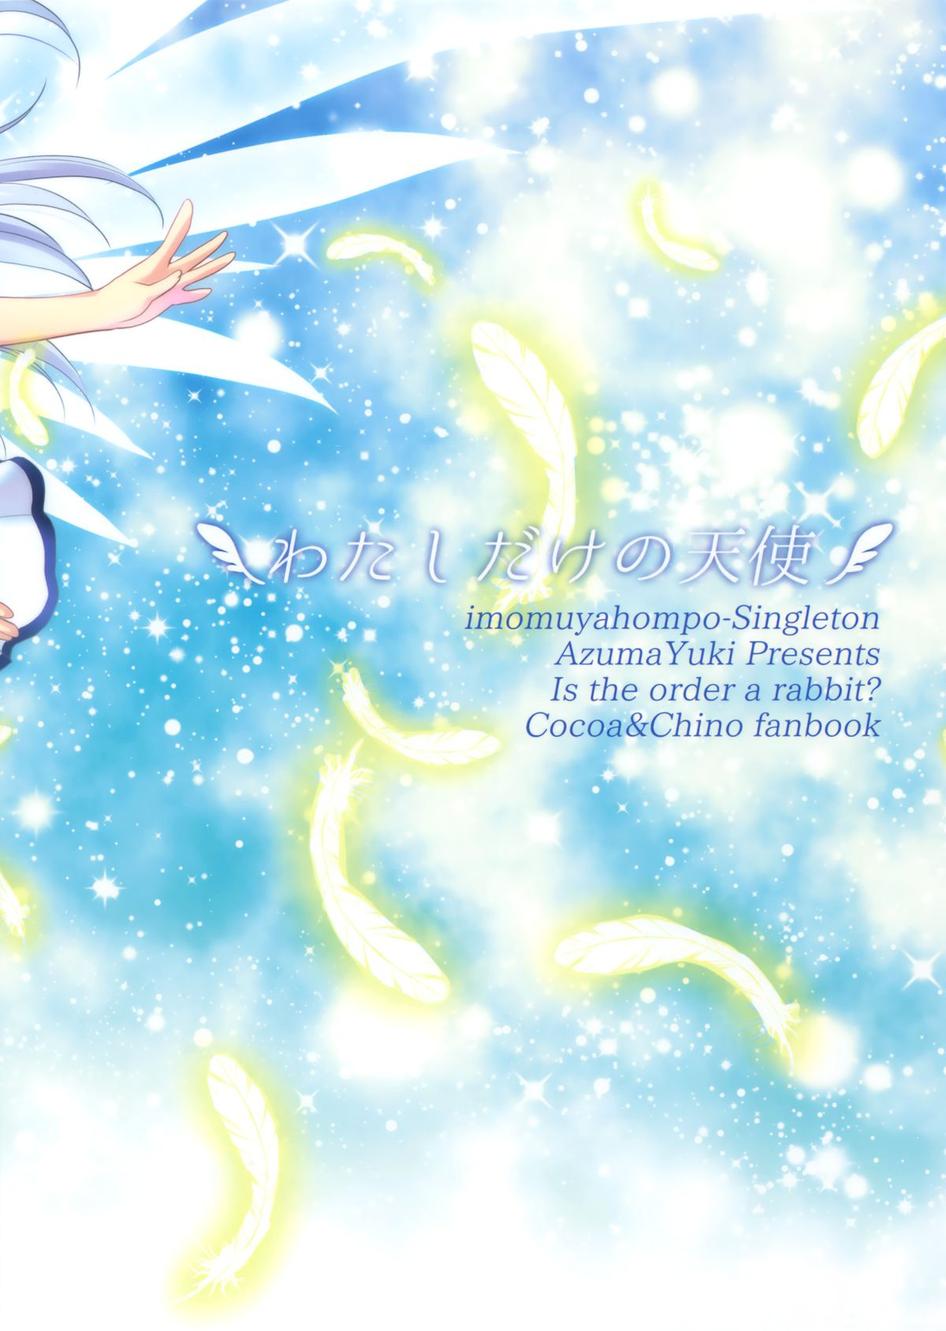 わたしだけの天使
imomuyahompo-Singleton
AzumaYuki Presents
Is the order a rabbit?
Cocoa&Chino fanbook